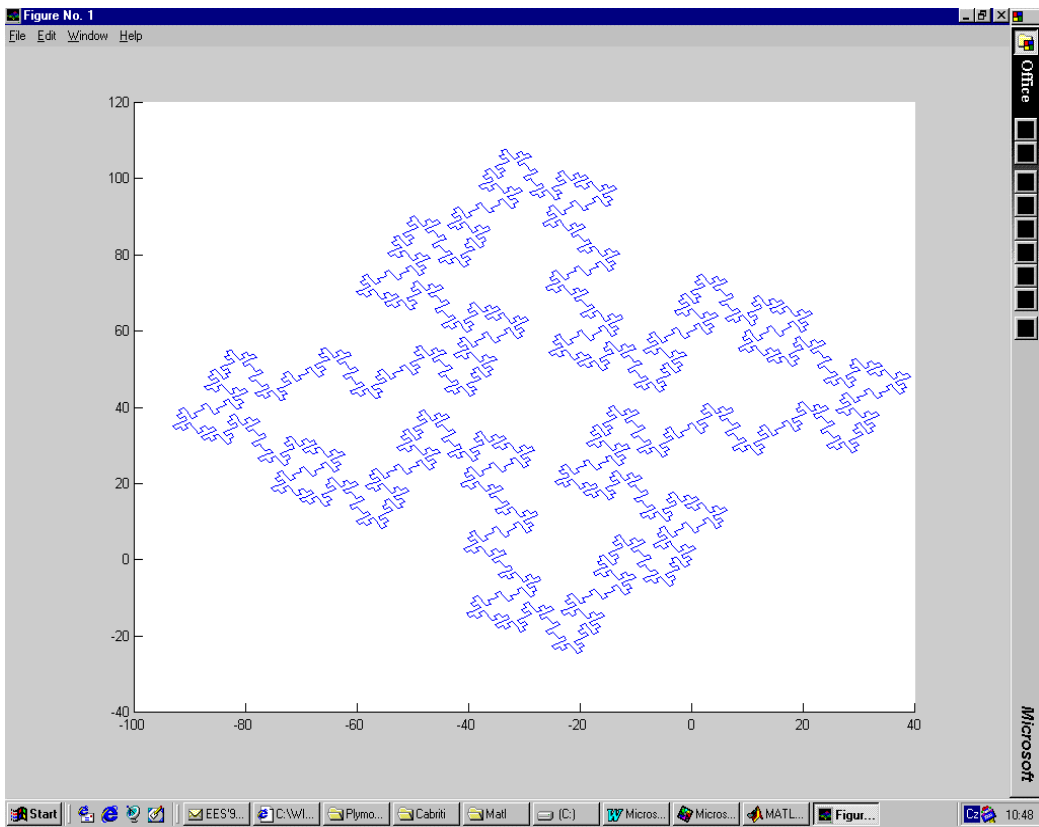 Figure No. 1
File Edit Window Help
Office
120
100
80
60
40
20
0
-20
-40
-100 -80 -60 -40 -20 0 20 40
Microsoft
Start EES'9... C:\WI... Plymo... Cabriti Matl (C:) Micros... Micros... MATL... Figur... Cz 10:48